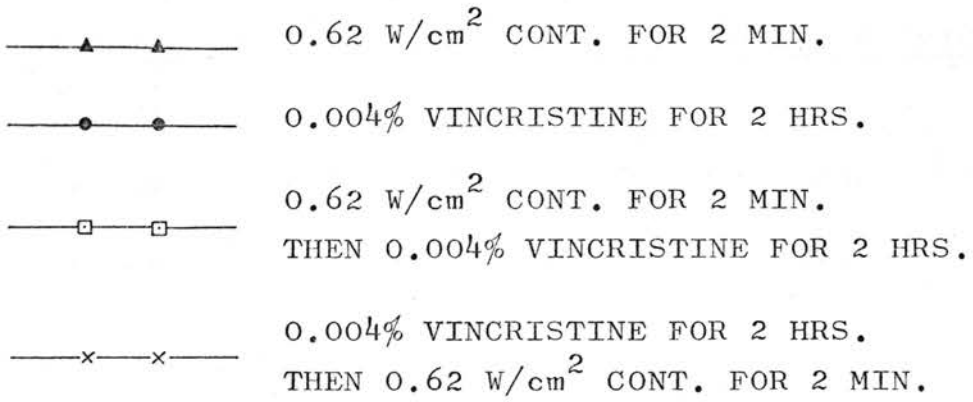 0.62 W/cm² CONT. FOR 2 MIN.
0.004% VINCRISTINE FOR 2 HRS.
0.62 W/cm² CONT. FOR 2 MIN.
THEN 0.004% VINCRISTINE FOR 2 HRS.
0.004% VINCRISTINE FOR 2 HRS.
THEN 0.62 W/cm² CONT. FOR 2 MIN.